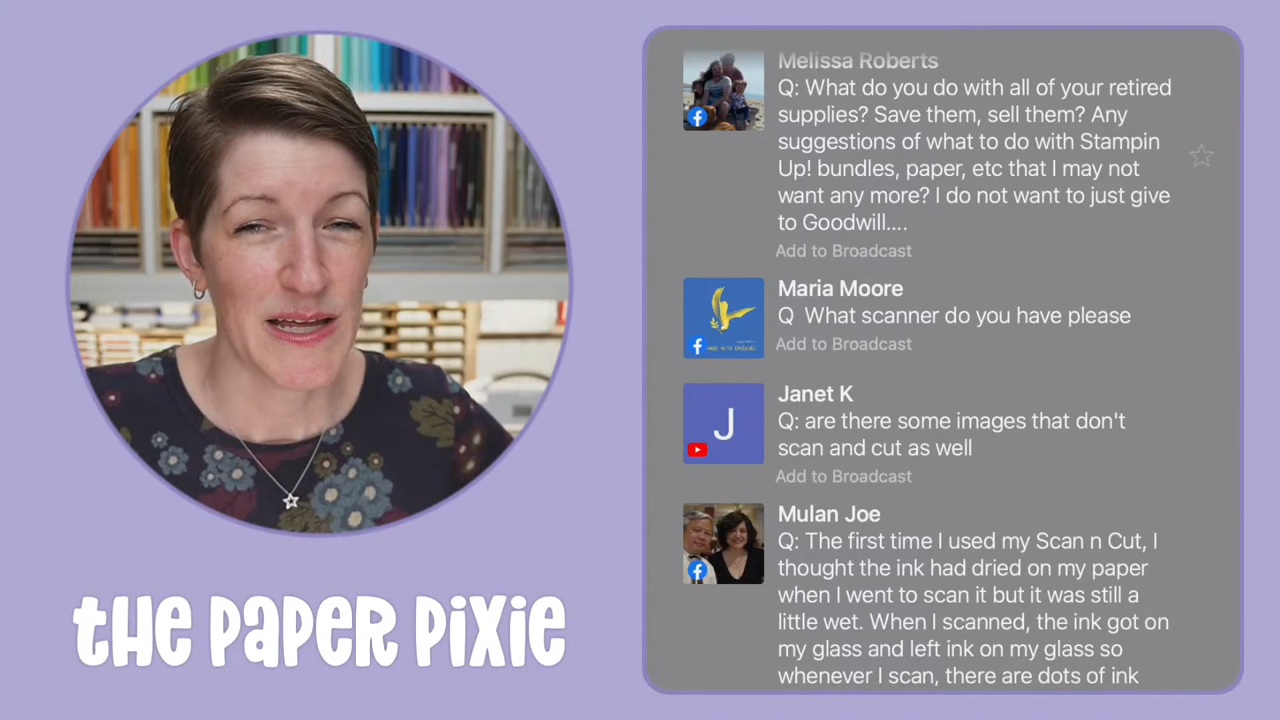 Melissa Roberts
Q: What do you do with all of your retired
supplies? Save them, sell them? Any
suggestions of what to do with Stampin
Up! bundles, paper, etc that I may not
want any more? I do not want to just give
to Goodwill....
Add to Broadcast
Maria Moore
Q  What scanner do you have please
Add to Broadcast
J
Janet K
Q: are there some images that don't
scan and cut as well
Add to Broadcast
Mulan Joe
Q: The first time I used my Scan n Cut, I
thought the ink had dried on my paper
when I went to scan it but it was still a
little wet. When I scanned, the ink got on
my glass and left ink on my glass so
whenever I scan, there are dots of ink
the paper pixie